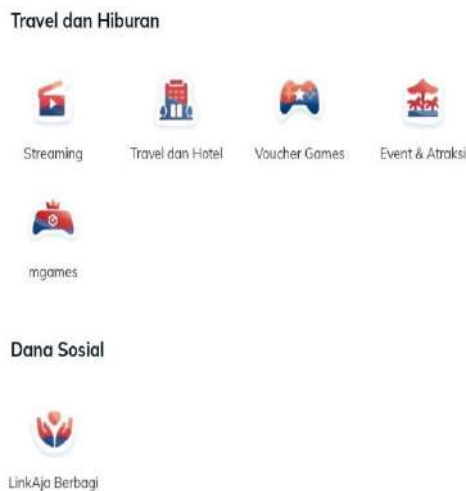 Travel dan Hiburan
Streaming
Travel dan Hotel
Voucher Games
Event & Atraksi
mgames
Dana Sosial
LinkAja Berbagi